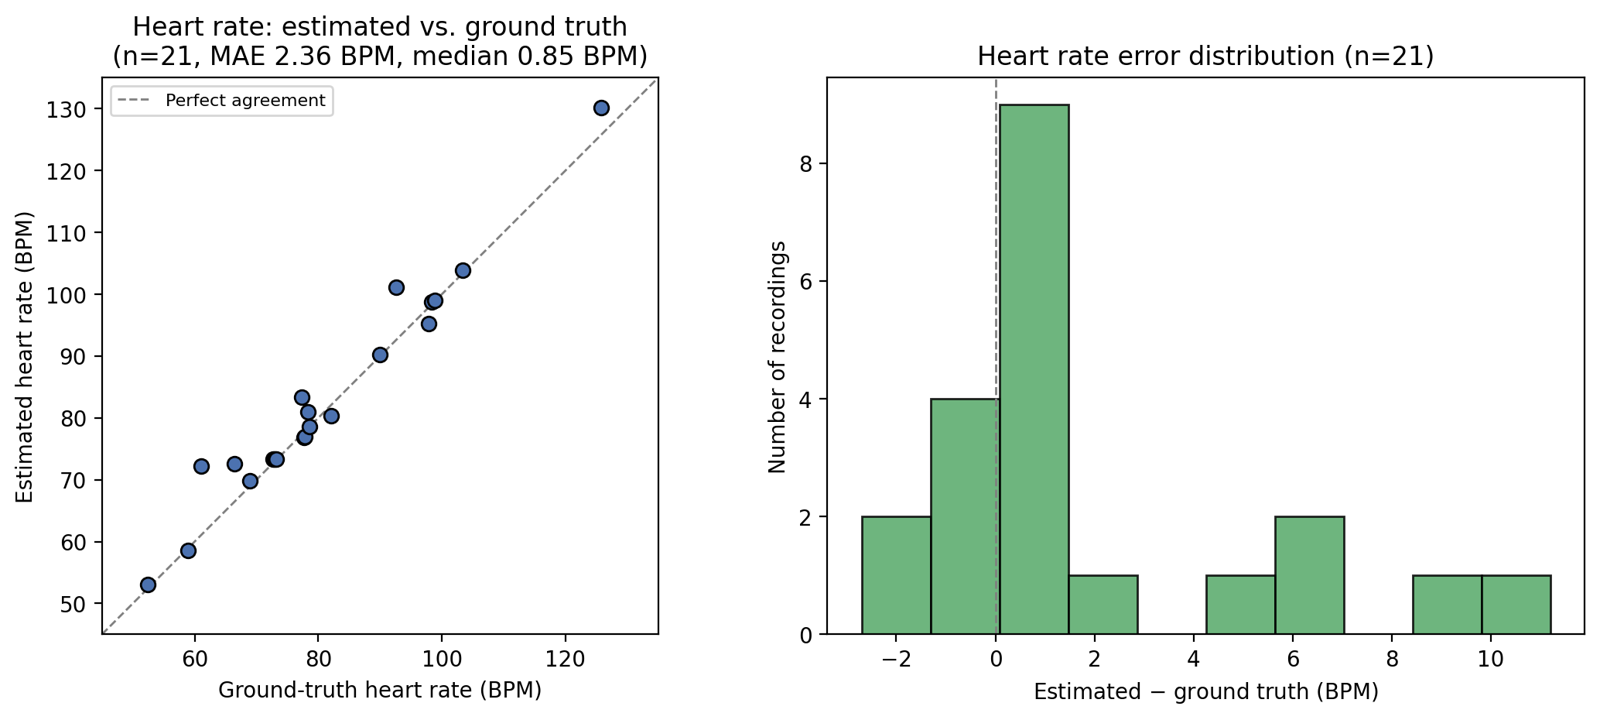 Heart rate: estimated vs. ground truth
(n=21, MAE 2.36 BPM, median 0.85 BPM)
Perfect agreement
Estimated heart rate (BPM)
130
120
110
100
90
80
70
60
50
60 80 100 120
Ground-truth heart rate (BPM)
Heart rate error distribution (n=21)
Number of recordings
8
6
4
2
0
−2 0 2 4 6 8 10
Estimated − ground truth (BPM)